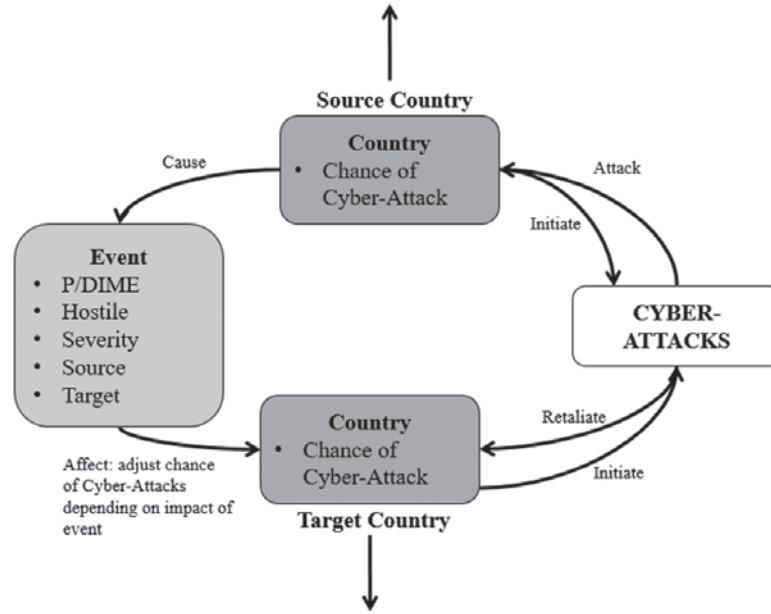 Source Country
Country
• Chance of
Cyber-Attack
Cause
Attack
Initiate
Event
• P/DIME
• Hostile
• Severity
• Source
• Target
CYBER-
ATTACKS
Country
• Chance of
Cyber-Attack
Retaliate
Initiate
Affect: adjust chance
of Cyber-Attacks
depending on impact of
event
Target Country